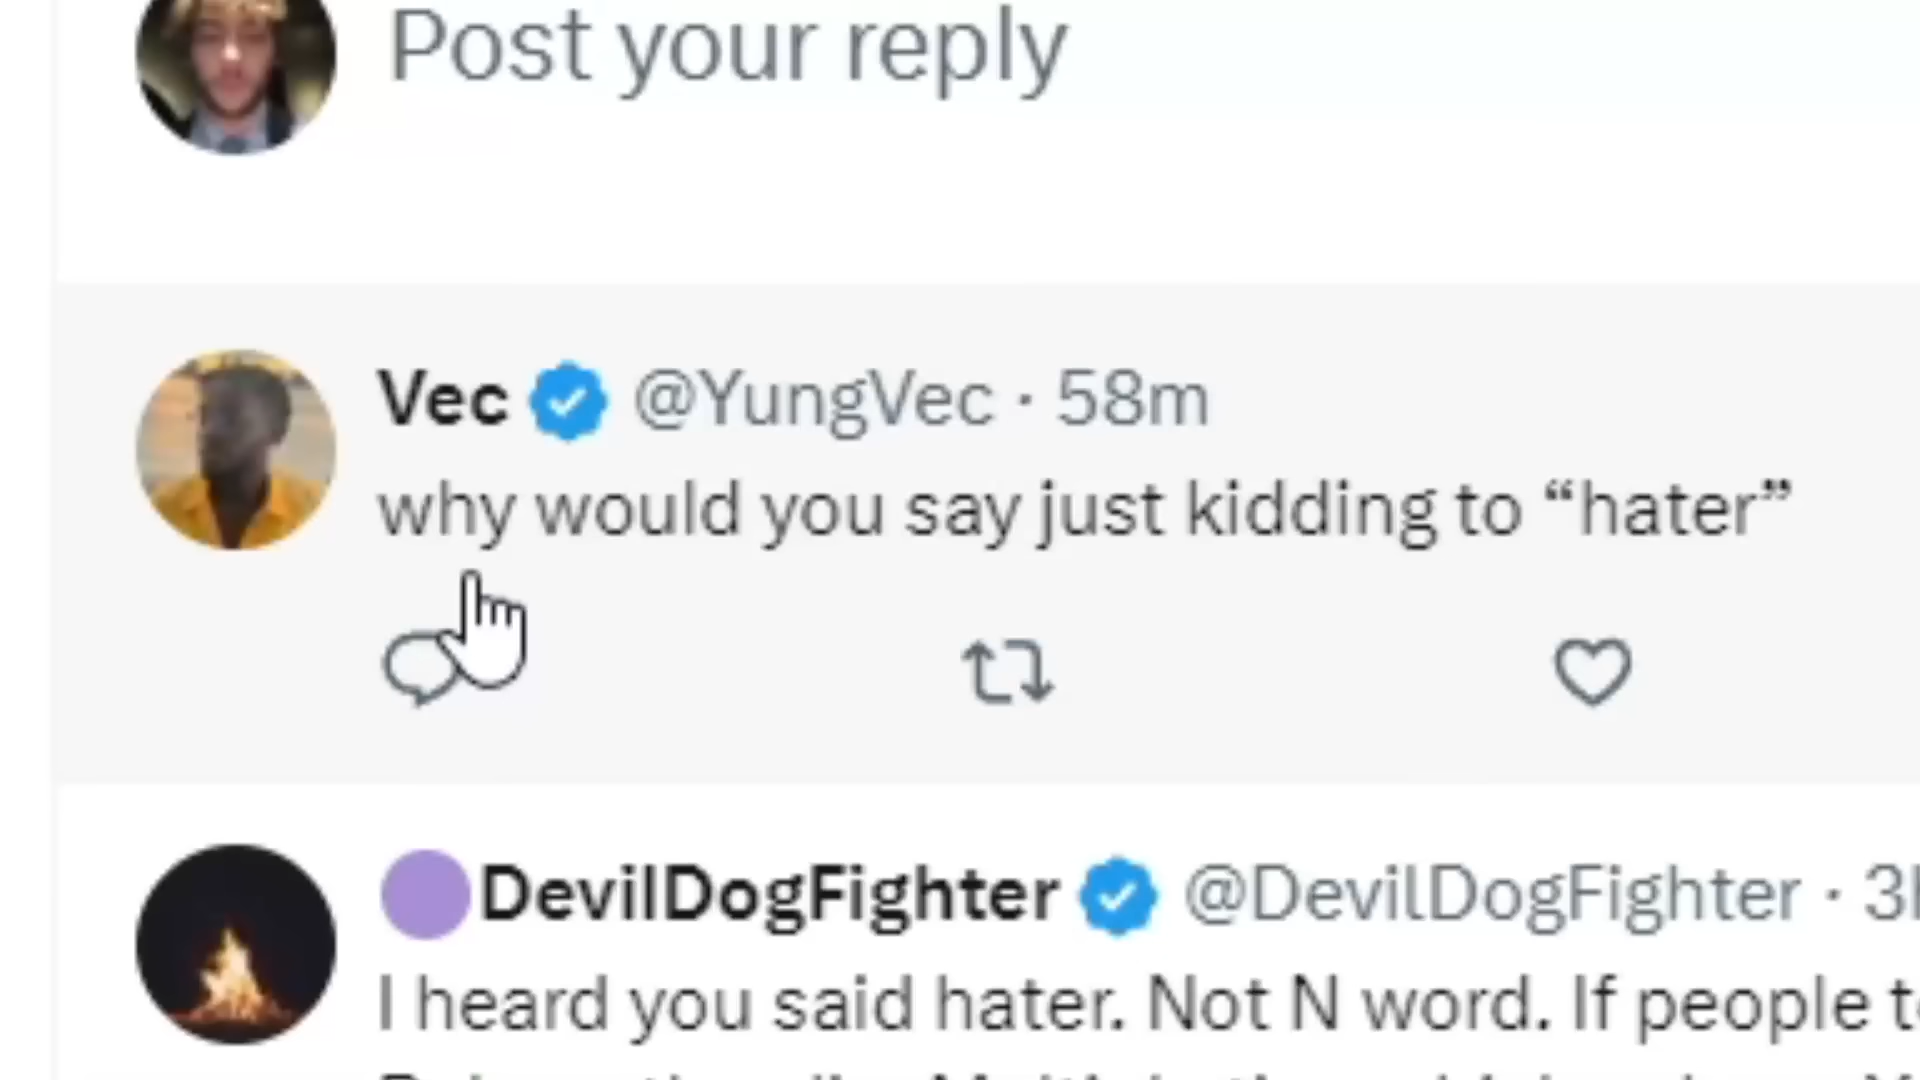 Post your reply
Vec @YungVec · 58m
why would you say just kidding to “hater”
DevilDogFighter @DevilDogFighter · 3h
I heard you said hater. Not N word. If people